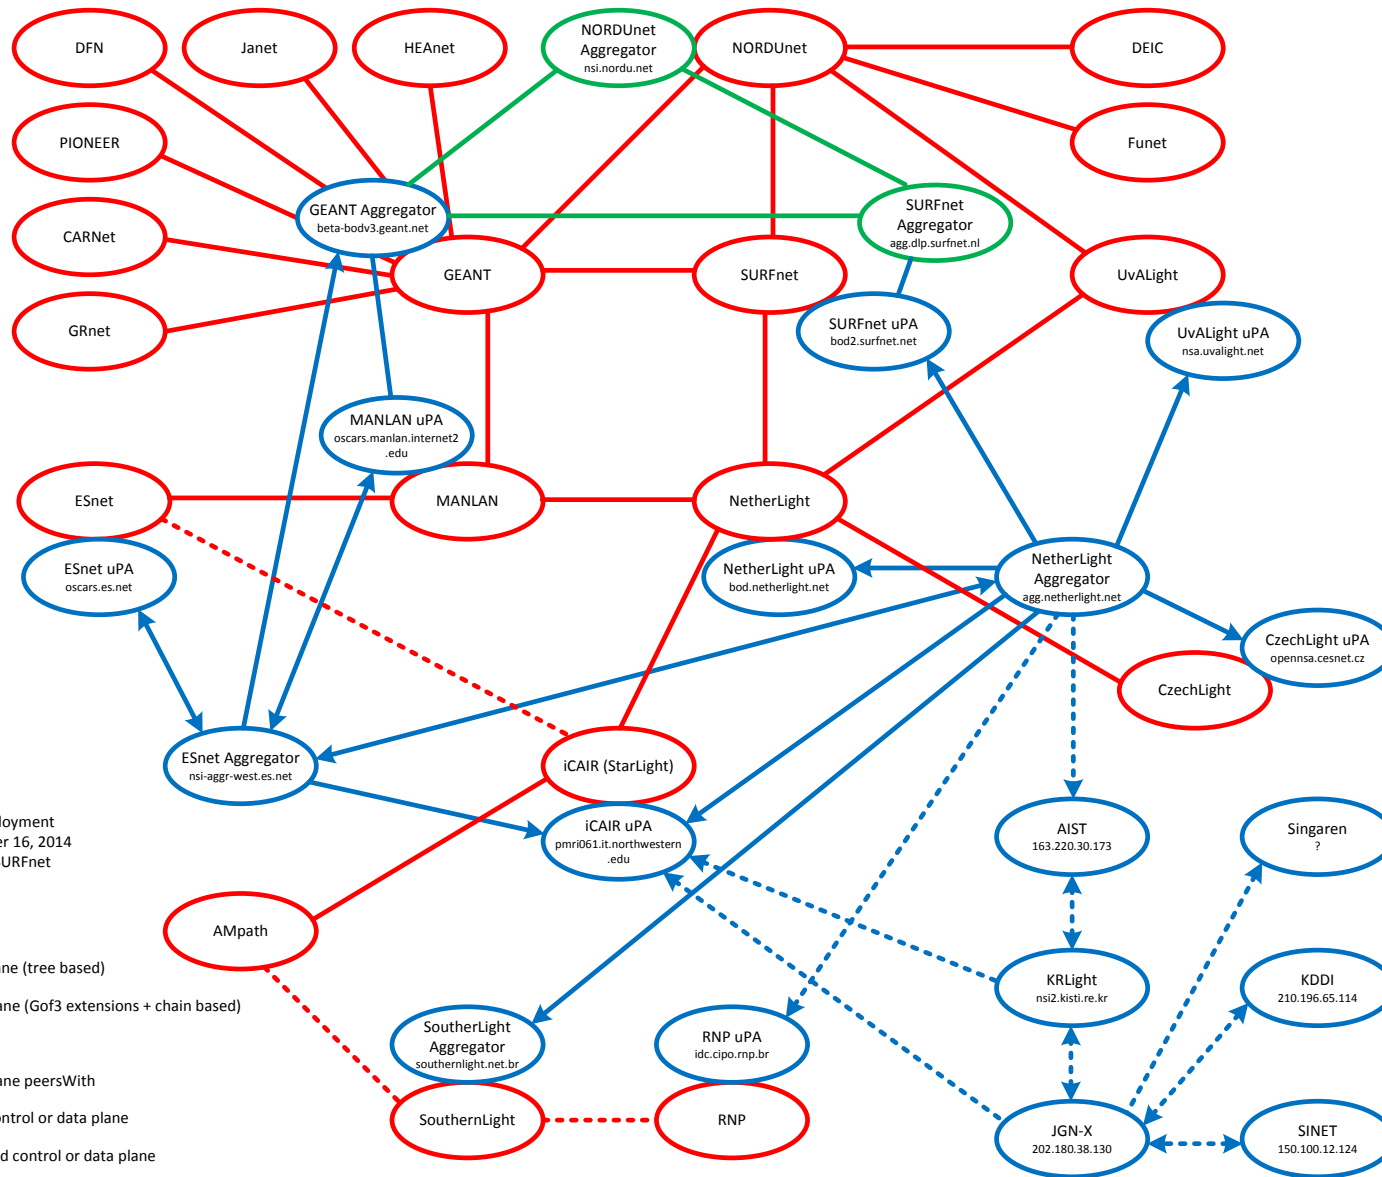 DFN
Janet
HEAnet
NORDUnet
Aggregator
nsi.nordu.net
NORDUnet
DEIC
PIONEER
Funet
GEANT Aggregator
beta-bodv3.geant.net
SURFnet
Aggregator
agg.dlp.surfnet.nl
CARNet
GEANT
SURFnet
UvALight
GRnet
SURFnet uPA
bod2.surfnet.net
UvALight uPA
nsa.uvalight.net
MANLAN uPA
oscars.manlan.internet2
.edu
ESnet
MANLAN
NetherLight
ESnet uPA
oscars.es.net
NetherLight uPA
bod.netherlight.net
NetherLight
Aggregator
agg.netherlight.net
CzechLight uPA
opennsa.cesnet.cz
CzechLight
ESnet Aggregator
nsi-aggr-west.es.net
iCAIR (StarLight)
iCAIR uPA
pmri061.it.northwestern
.edu
AIST
163.220.30.173
Singaren
?
loyment
er 16, 2014
SURFnet
AMpath
ane (tree based)
ane (Gof3 extensions + chain based)
KRLight
nsi2.kisti.re.kr
KDDI
210.196.65.114
SoutherLight
Aggregator
southernlight.net.br
RNP uPA
idc.cipo.rnp.br
ane peersWith
ontrol or data plane
d control or data plane
SouthernLight
RNP
JGN-X
202.180.38.130
SINET
150.100.12.124